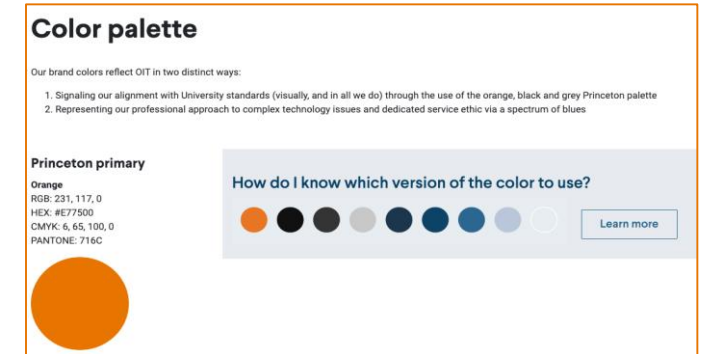 Color palette
Our brand colors reflect OIT in two distinct ways:
1. Signaling our alignment with University standards (visually, and in all we do) through the use of the orange, black and grey Princeton palette
2. Representing our professional approach to complex technology issues and dedicated service ethic via a spectrum of blues
Princeton primary
Orange
RGB: 231, 117, 0
HEX: #E77500
CMYK: 6, 65, 100, 0
PANTONE: 716C
How do I know which version of the color to use?
Learn more